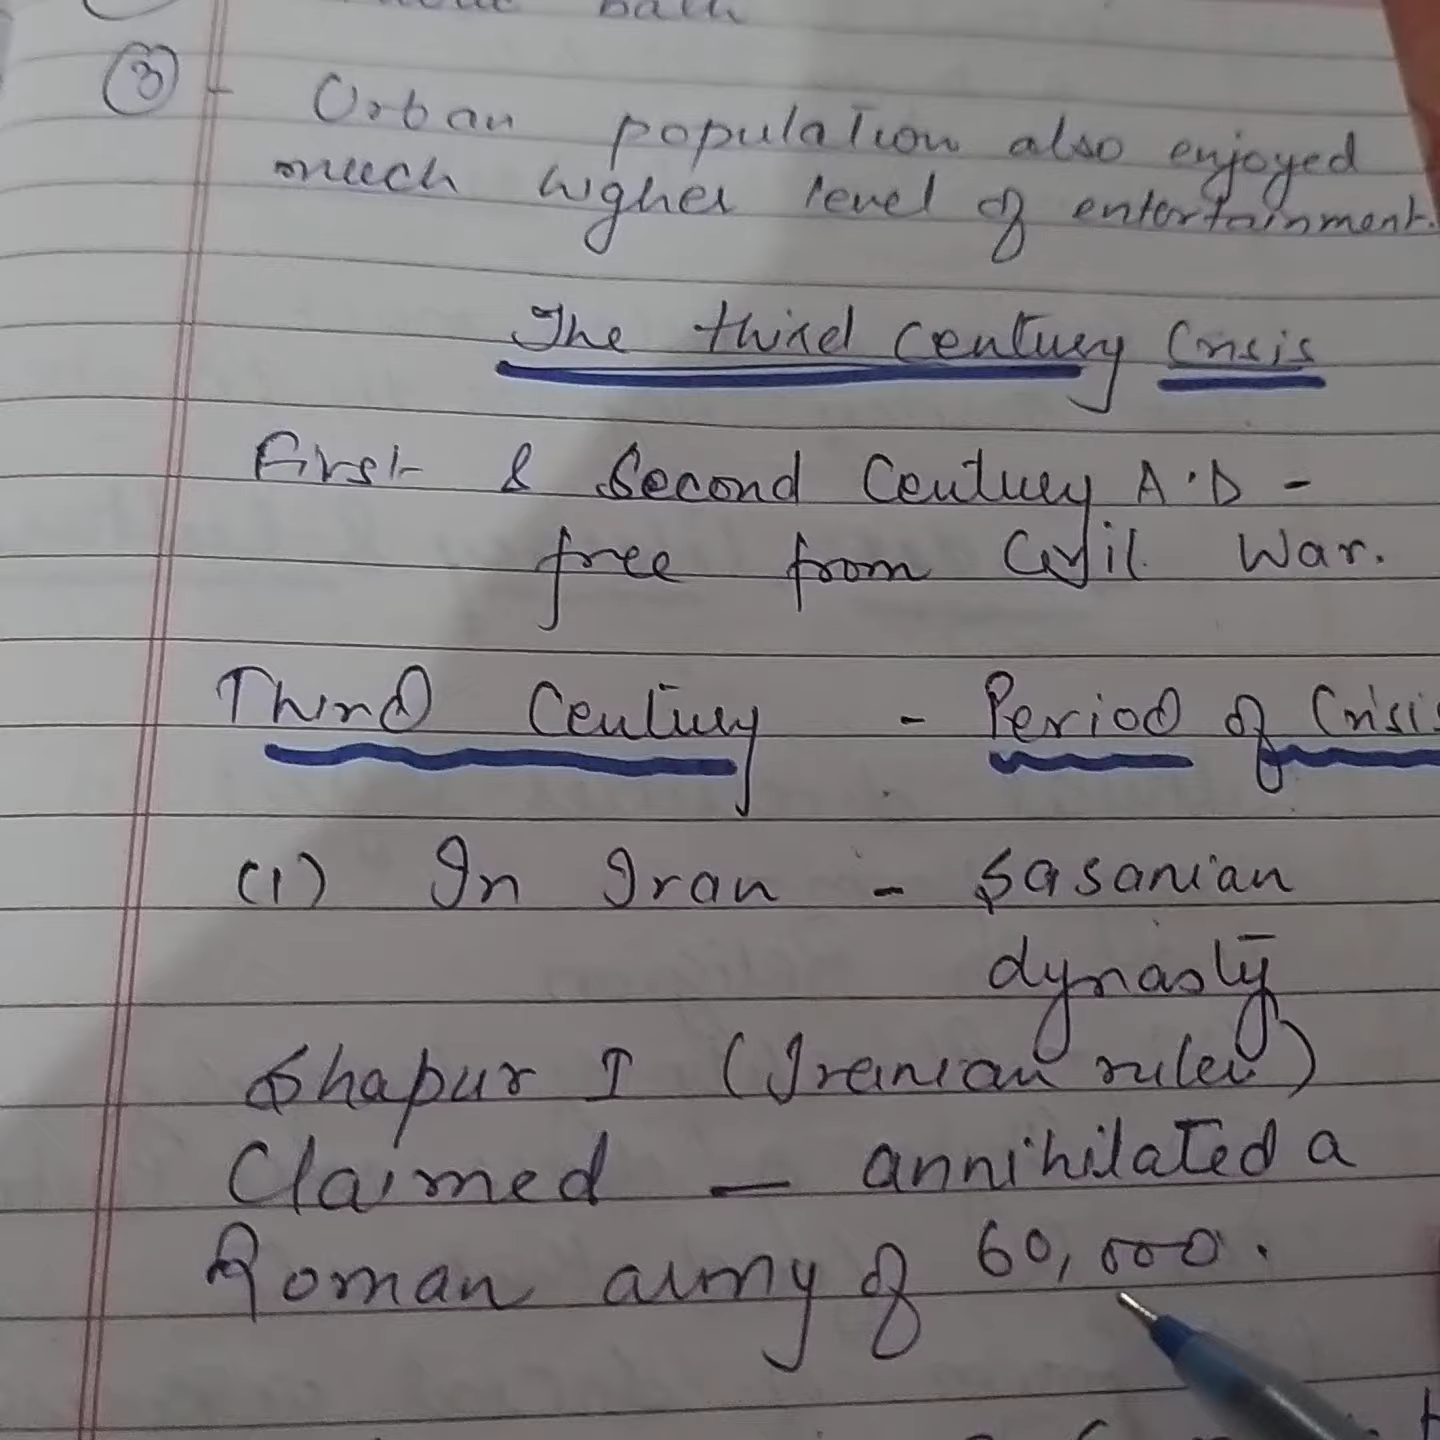 (3) - Urban population also enjoyed
much higher level of entertainment.
The third Century Crisis
First & Second Century A.D -
free from Civil War.
Third Century - Period of Crisis
(1) In Iran - Sasanian
dynasty
Shapur I (Iranian ruler)
Claimed — annihilated a
Roman army of 60,000.